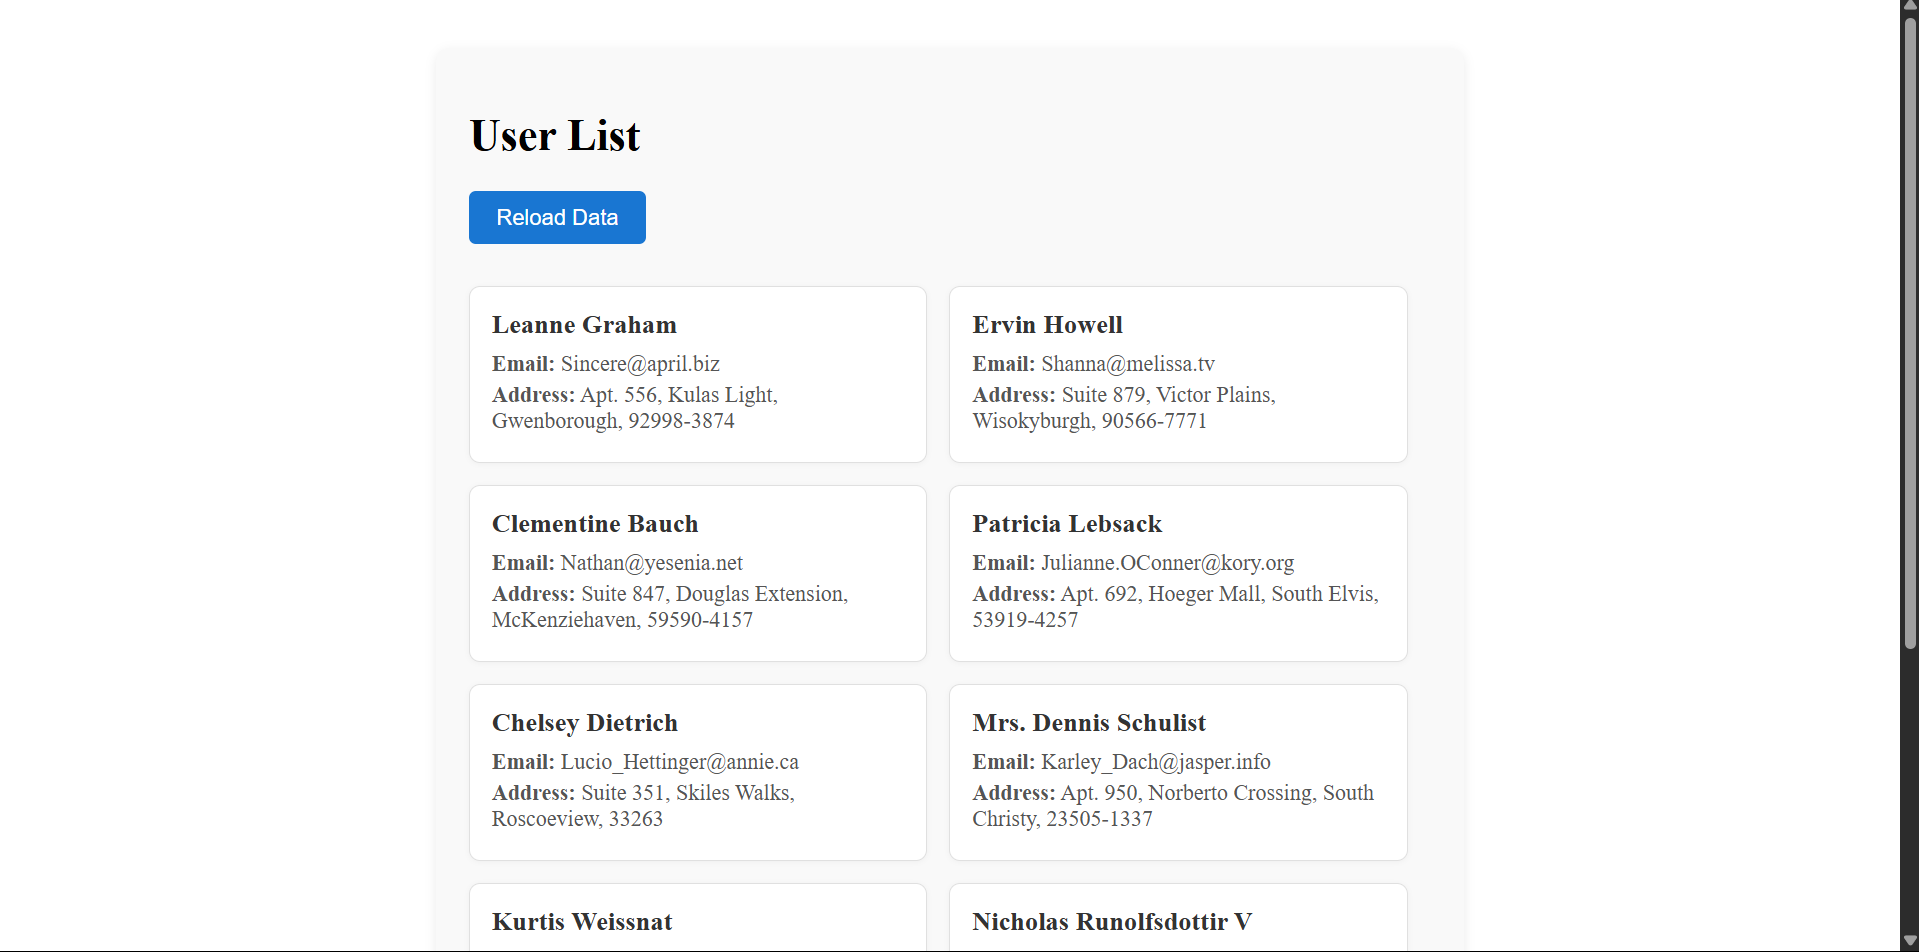 User List
Reload Data
Leanne Graham
Email: Sincere@april.biz
Address: Apt. 556, Kulas Light,
Gwenborough, 92998-3874
Ervin Howell
Email: Shanna@melissa.tv
Address: Suite 879, Victor Plains,
Wisokyburgh, 90566-7771
Clementine Bauch
Email: Nathan@yesenia.net
Address: Suite 847, Douglas Extension,
McKenziehaven, 59590-4157
Patricia Lebsack
Email: Julianne.OConner@kory.org
Address: Apt. 692, Hoeger Mall, South Elvis,
53919-4257
Chelsey Dietrich
Email: Lucio_Hettinger@annie.ca
Address: Suite 351, Skiles Walks,
Roscoeview, 33263
Mrs. Dennis Schulist
Email: Karley_Dach@jasper.info
Address: Apt. 950, Norberto Crossing, South
Christy, 23505-1337
Kurtis Weissnat
Nicholas Runolfsdottir V